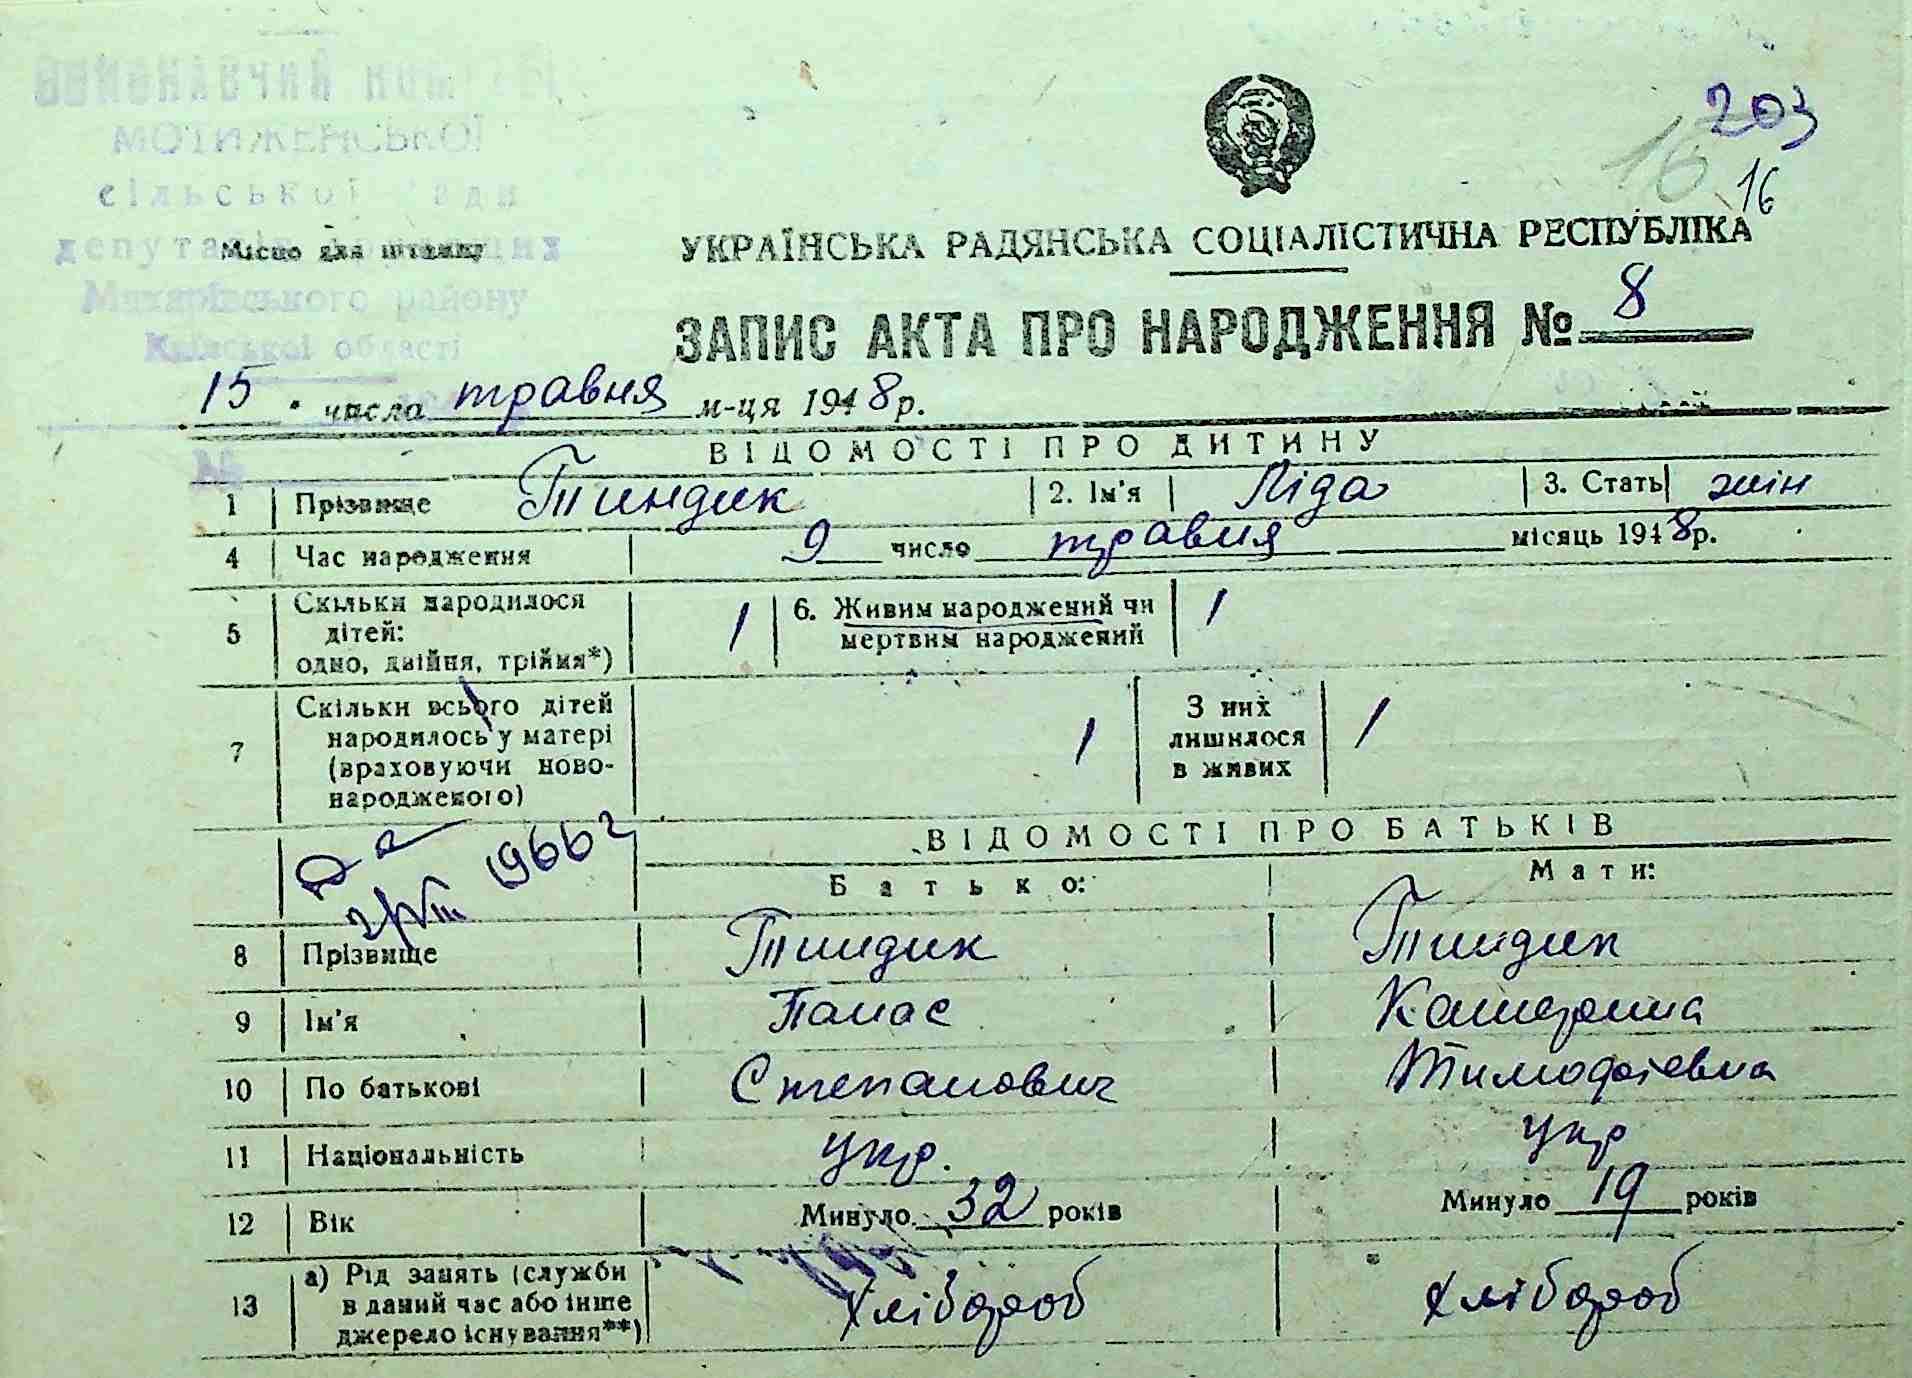 Виконавчий комітет
МОТИЖЕНСЬКОЇ
сільської ради
депутатів трудящих
Макарівського району
Київської області
Місце для штампу
203
16
16
УКРАЇНСЬКА РАДЯНСЬКА СОЦІАЛІСТИЧНА РЕСПУБЛІКА
ЗАПИС АКТА ПРО НАРОДЖЕННЯ № 8
15 числа травня м-ця 1948 р.
№
ВІДОМОСТІ ПРО ДИТИНУ
1 Прізвище Тиндик 2. Ім'я Ліда 3. Стать жін
4 Час народження 9 число травня місяць 1948 р.
5 Скільки народилося дітей: одно, двійня, трійня*) 1 6. Живим народжений чи мертвим народжений 1
7 Скільки всього дітей народилось у матері (враховуючи новонародженого) 1 З них лишилося в живих 1
1966 г
ВІДОМОСТІ ПРО БАТЬКІВ
Батько: Мати:
8 Прізвище Тиндик Тиндик
9 Ім'я Панас Катерина
10 По батькові Степанович Тимофієвна
11 Національність укр. укр
12 Вік Минуло 32 років Минуло 19 років
13 а) Рід занять (служби в даний час або інше джерело існування**) хлібороб хлібороб